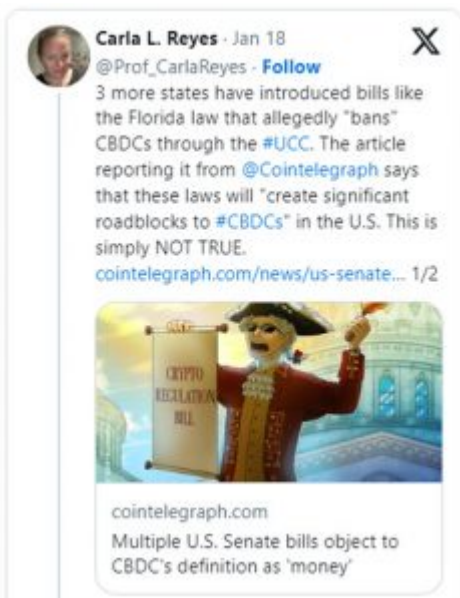 Carla L. Reyes · Jan 18
@Prof_CarlaReyes · Follow
3 more states have introduced bills like
the Florida law that allegedly "bans"
CBDCs through the #UCC. The article
reporting it from @Cointelegraph says
that these laws will "create significant
roadblocks to #CBDCs" in the U.S. This is
simply NOT TRUE.
cointelegraph.com/news/us-senate... 1/2
CRYPTO
REGULATION
BILL
cointelegraph.com
Multiple U.S. Senate bills object to
CBDC's definition as 'money'